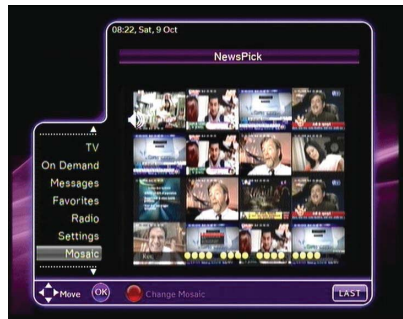 08:22, Sat, 9 Oct
NewsPick
TV
On Demand
Messages
Favorites
Radio
Settings
Mosaic
Move
OK
Change Mosaic
LAST